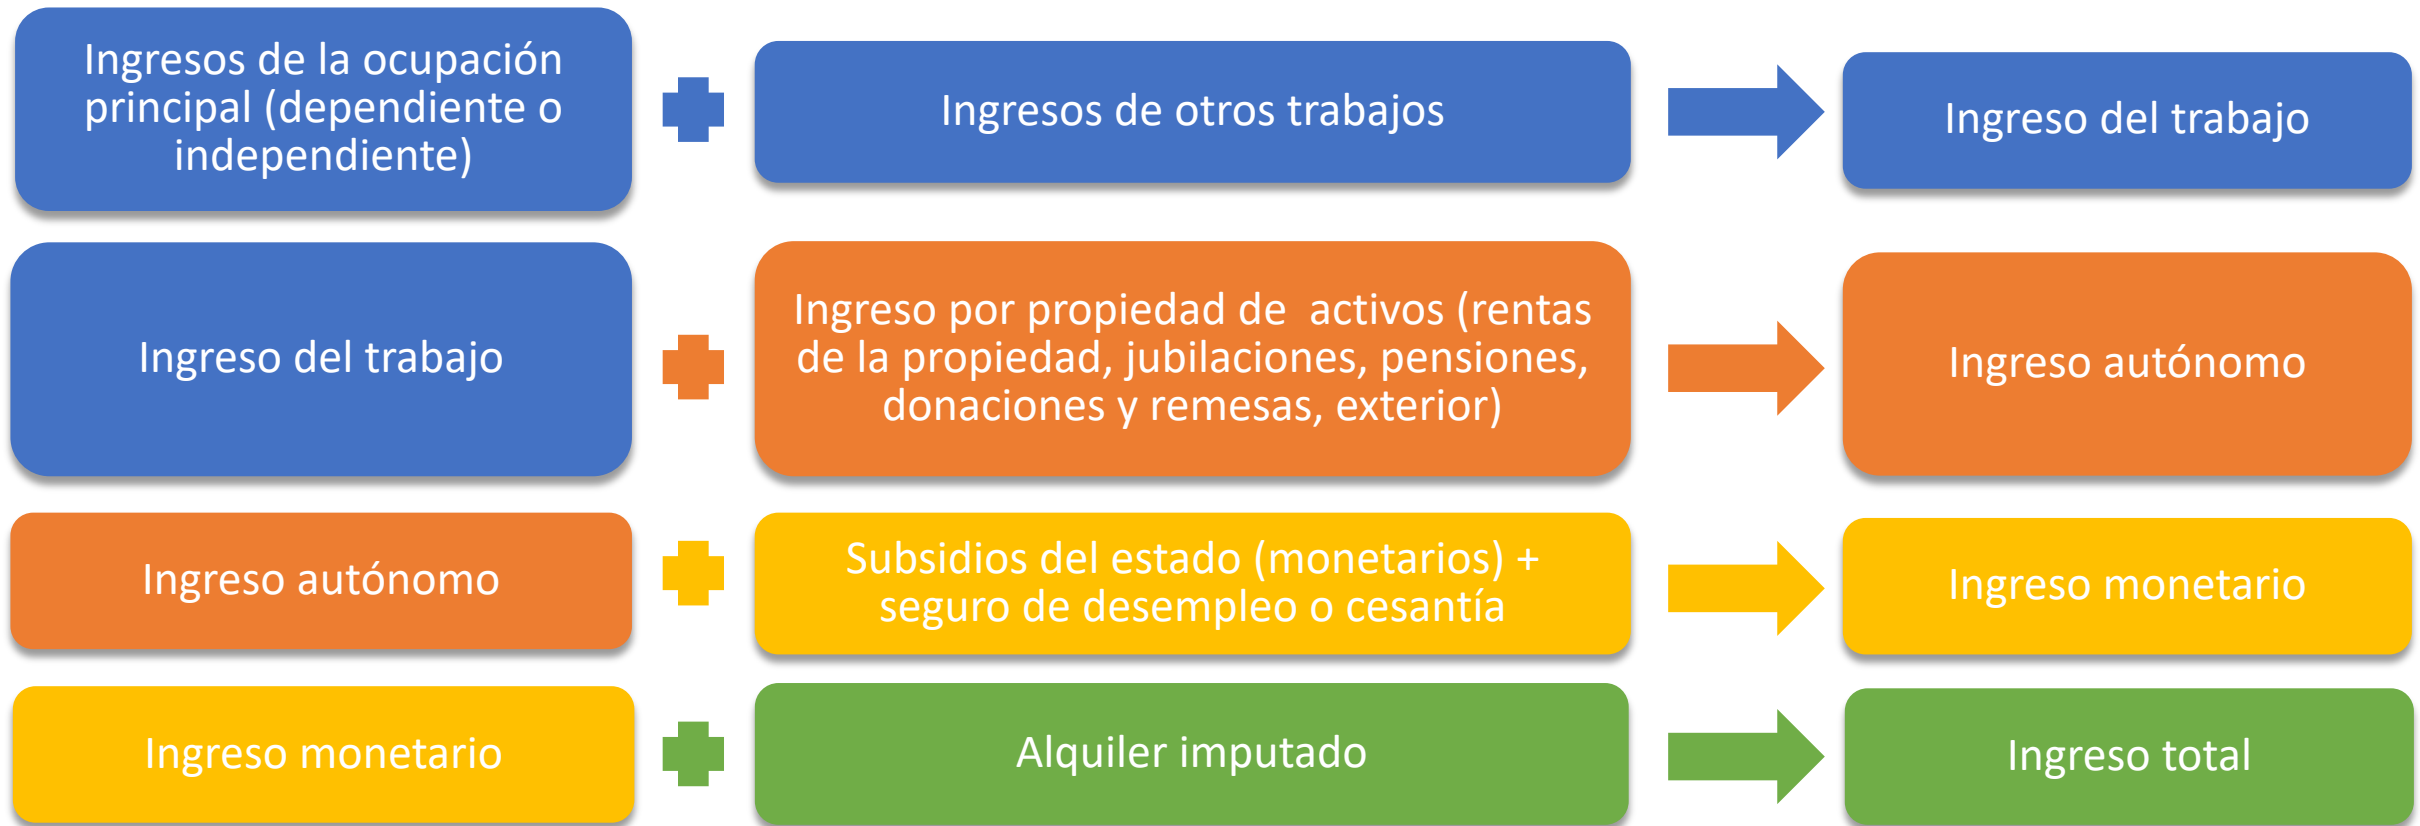 Ingresos de la ocupación
principal (dependiente o
independiente)
Ingresos de otros trabajos
Ingreso del trabajo
Ingreso del trabajo
Ingreso por propiedad de activos (rentas
de la propiedad, jubilaciones, pensiones,
donaciones y remesas, exterior)
Ingreso autónomo
Ingreso autónomo
Subsidios del estado (monetarios) +
seguro de desempleo o cesantía
Ingreso monetario
Ingreso monetario
Alquiler imputado
Ingreso total